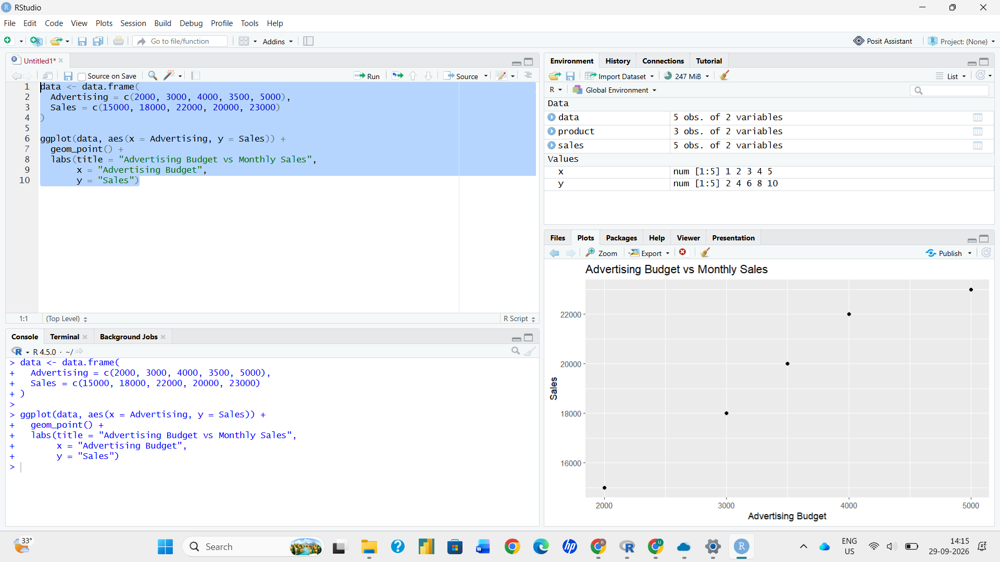 RStudio
File Edit Code View Plots Session Build Debug Profile Tools Help
Go to file/function Addins Posit Assistant Project: (None)
Untitled1*
Source on Save Run Source
1 data <- data.frame(
2   Advertising = c(2000, 3000, 4000, 3500, 5000),
3   Sales = c(15000, 18000, 22000, 20000, 23000)
4 )
5
6 ggplot(data, aes(x = Advertising, y = Sales)) +
7   geom_point() +
8   labs(title = "Advertising Budget vs Monthly Sales",
9        x = "Advertising Budget",
10        y = "Sales")
1:1 (Top Level) R Script
Console Terminal Background Jobs
R 4.5.0 · ~/
> data <- data.frame(
+   Advertising = c(2000, 3000, 4000, 3500, 5000),
+   Sales = c(15000, 18000, 22000, 20000, 23000)
+ )
>
> ggplot(data, aes(x = Advertising, y = Sales)) +
+   geom_point() +
+   labs(title = "Advertising Budget vs Monthly Sales",
+        x = "Advertising Budget",
+        y = "Sales")
>
Environment History Connections Tutorial
Import Dataset 247 MiB List
R Global Environment
Data
data 5 obs. of 2 variables
product 3 obs. of 2 variables
sales 5 obs. of 2 variables
Values
x num [1:5] 1 2 3 4 5
y num [1:5] 2 4 6 8 10
Files Plots Packages Help Viewer Presentation
Zoom Export Publish
Advertising Budget vs Monthly Sales
22000
20000
18000
16000
Sales
2000 3000 4000 5000
Advertising Budget
33°
Search
ENG
US
14:15
29-09-2026